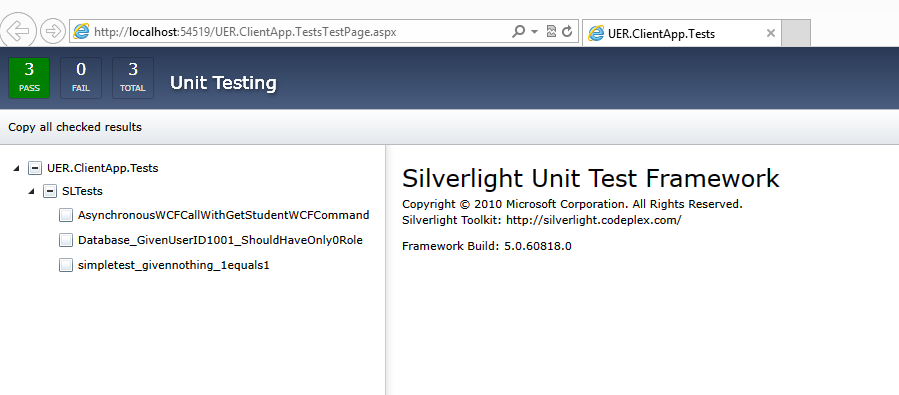 http://localhost:54519/UER.ClientApp.TestsTestPage.aspx
UER.ClientApp.Tests
3 0 3
PASS FAIL TOTAL
Unit Testing
Copy all checked results
UER.ClientApp.Tests
SLTests
AsynchronousWCFCallWithGetStudentWCFCommand
Database_GivenUserID1001_ShouldHaveOnly0Role
simpletest_givennothing_1equals1
Silverlight Unit Test Framework
Copyright © 2010 Microsoft Corporation. All Rights Reserved.
Silverlight Toolkit: http://silverlight.codeplex.com/
Framework Build: 5.0.60818.0